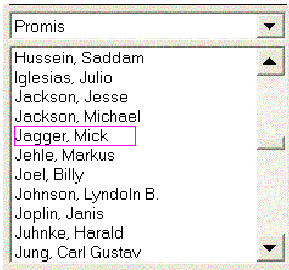 Promis
Hussein, Saddam
Iglesias, Julio
Jackson, Jesse
Jackson, Michael
Jagger, Mick
Jehle, Markus
Joel, Billy
Johnson, Lyndoln B.
Joplin, Janis
Juhnke, Harald
Jung, Carl Gustav